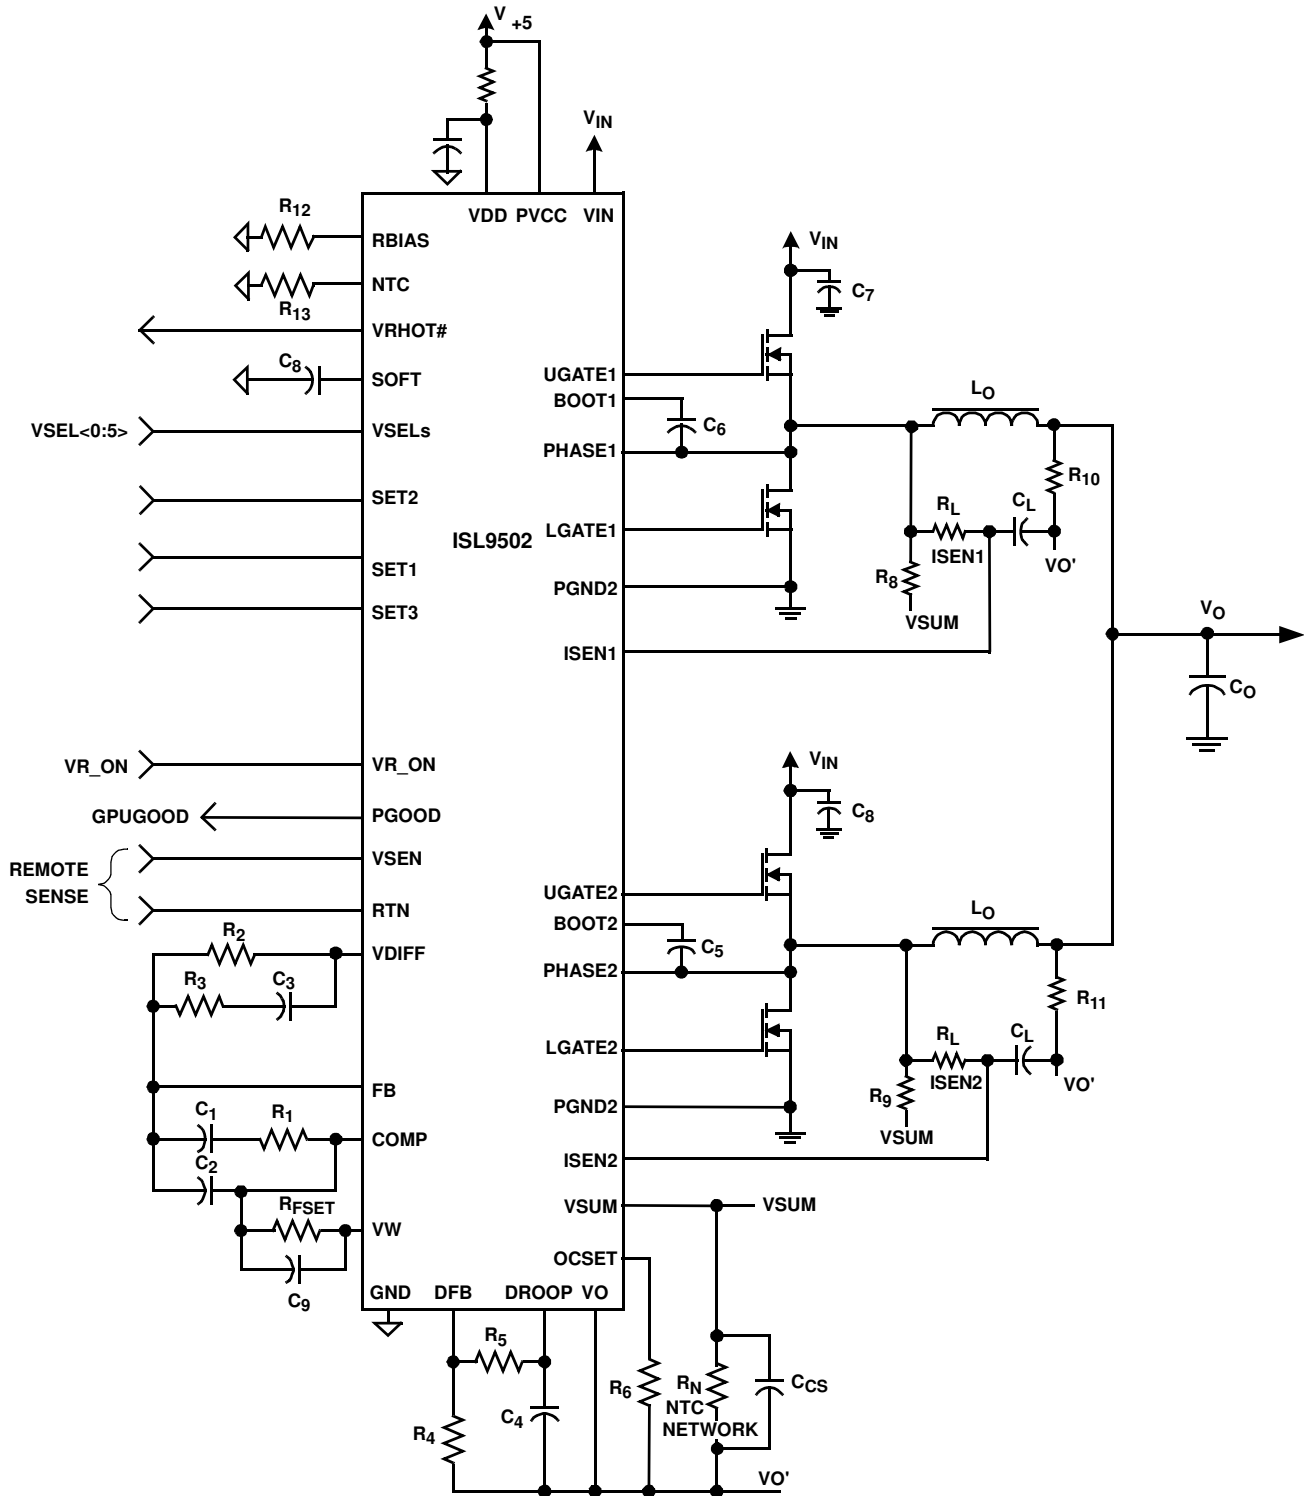 V +5
VIN
VDD PVCC VIN
R12
RBIAS
NTC
R13
VRHOT#
C8
SOFT
VSEL<0:5>
VSELs
SET2
SET1
SET3
ISL9502
VR_ON
VR_ON
GPUGOOD
PGOOD
REMOTE
SENSE
VSEN
RTN
R2
VDIFF
R3
C3
FB
C1
R1
COMP
C2
RFSET
VW
C9
GND
DFB
DROOP
VO
UGATE1
BOOT1
PHASE1
LGATE1
PGND2
ISEN1
VIN
C7
C6
LO
R10
RL
CL
ISEN1
VO'
R8
VSUM
VO
CO
UGATE2
BOOT2
PHASE2
LGATE2
PGND2
ISEN2
VIN
C8
C5
LO
R11
RL
CL
ISEN2
VO'
R9
VSUM
VSUM
VSUM
OCSET
R5
R4
C4
R6
RN
NTC
NETWORK
CCS
VO'